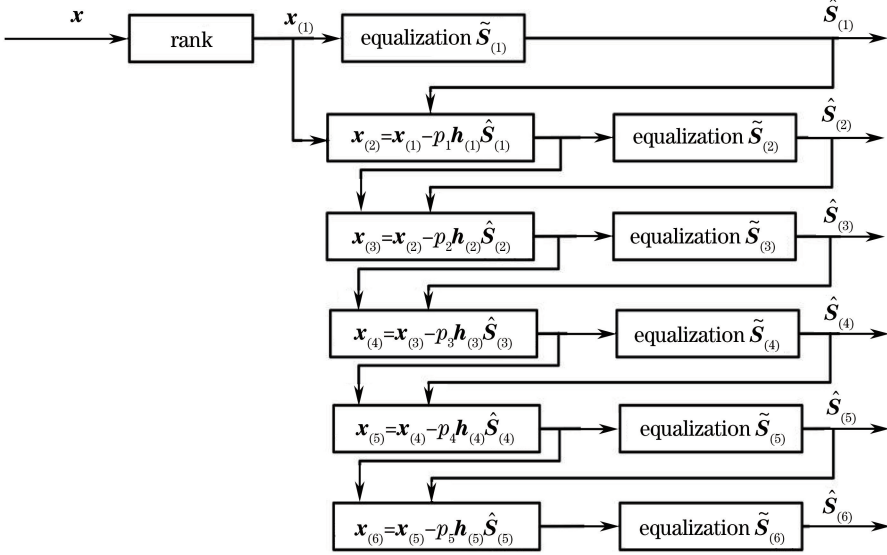 x
rank
x₍₁₎
equalization S̃₍₁₎
Ŝ₍₁₎
x₍₂₎=x₍₁₎−p₁h₍₁₎Ŝ₍₁₎
equalization S̃₍₂₎
Ŝ₍₂₎
x₍₃₎=x₍₂₎−p₂h₍₂₎Ŝ₍₂₎
equalization S̃₍₃₎
Ŝ₍₃₎
x₍₄₎=x₍₃₎−p₃h₍₃₎Ŝ₍₃₎
equalization S̃₍₄₎
Ŝ₍₄₎
x₍₅₎=x₍₄₎−p₄h₍₄₎Ŝ₍₄₎
equalization S̃₍₅₎
Ŝ₍₅₎
x₍₆₎=x₍₅₎−p₅h₍₅₎Ŝ₍₅₎
equalization S̃₍₆₎
Ŝ₍₆₎